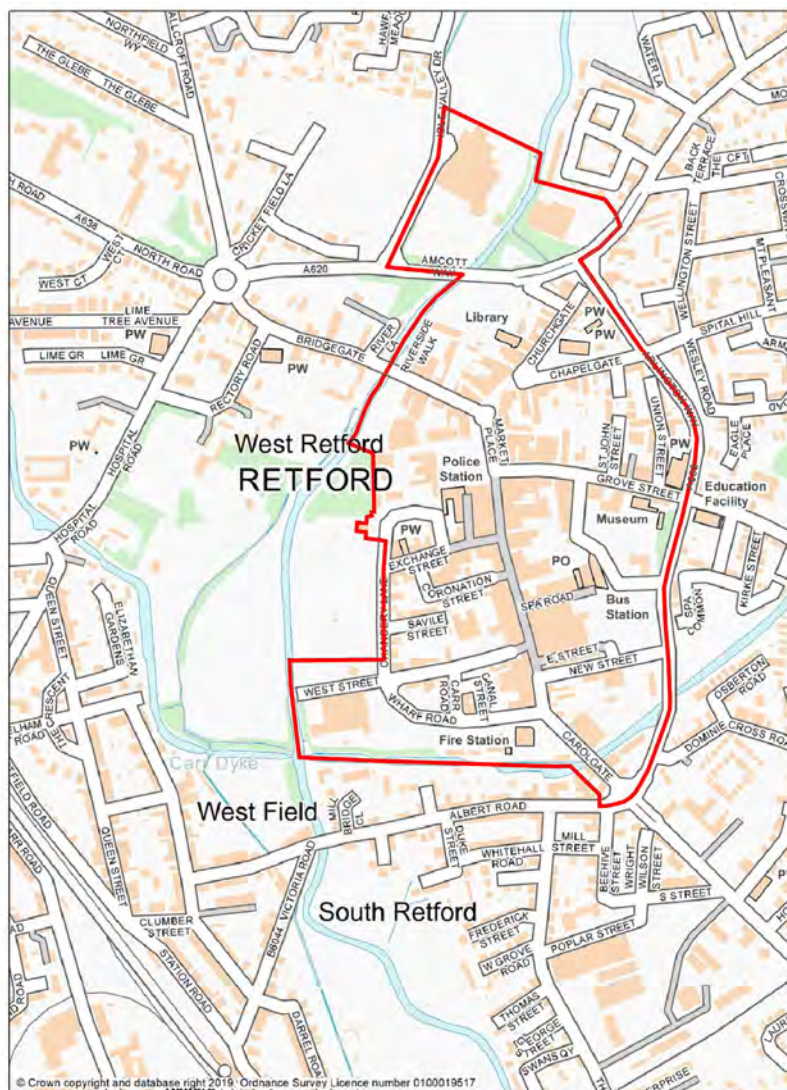 HALLCROFT ROAD
NORTHFIELD
WY
THE GLEBE
THE GLEBE
IDLE VALLEY DR
WATER LA
BACK
TERRACE
THE CFT
WELLINGTON STREET
MT PLEASANT
NORTH ROAD
A638
WEST CT
CRICKET FIELD LA
A620
AMCOTT
WAY
LIME
TREE AVENUE
AVENUE
LIME GR
LIME GR
PW
BRIDGEGATE
RIVER
LA
RIVERSIDE
WALK
Library
CHURCHGATE
PW
PW
CHAPELGATE
SPITAL HILL
ARLINGTON WAY
WESLEY ROAD
EAGLE
PLACE
RECTORY ROAD
PW
HOSPITAL
ROAD
PW
West Retford
RETFORD
MARKET
PLACE
Police
Station
ST JOHN
STREET
UNION STREET
PW
GROVE STREET
Education
Facility
Museum
HOSPITAL
ROAD
PW
EXCHANGE
STREET
CORONATION
STREET
PO
SPA ROAD
Bus
Station
SPA
COMMON
KIRKE STREET
CHANCERY LANE
SAVILE
STREET
QUEEN STREET
ELIZABETHAN
GARDENS
THE CRESCENT
WEST STREET
WHARF ROAD
CARR
ROAD
CANAL
STREET
E STREET
NEW STREET
OSBERTON
ROAD
DOMINIE CROSS ROAD
Fire Station
CAROLGATE
Carr Dyke
West Field
MILL
BRIDGE
CL
ALBERT ROAD
DUKE
STREET
WHITEHALL
ROAD
MILL
STREET
BEEHIVE
STREET
WRIGHT
WILSON
STREET
S STREET
QUEEN STREET
CLUMBER
STREET
STATION ROAD
B6044
VICTORIA ROAD
South Retford
FREDERICK
STREET
W GROVE
ROAD
POPLAR STREET
THOMAS
STREET
GEORGE
STREET
SWANS QY
DARREL ROAD
© Crown copyright and database right 2019. Ordnance Survey Licence number 0100019517